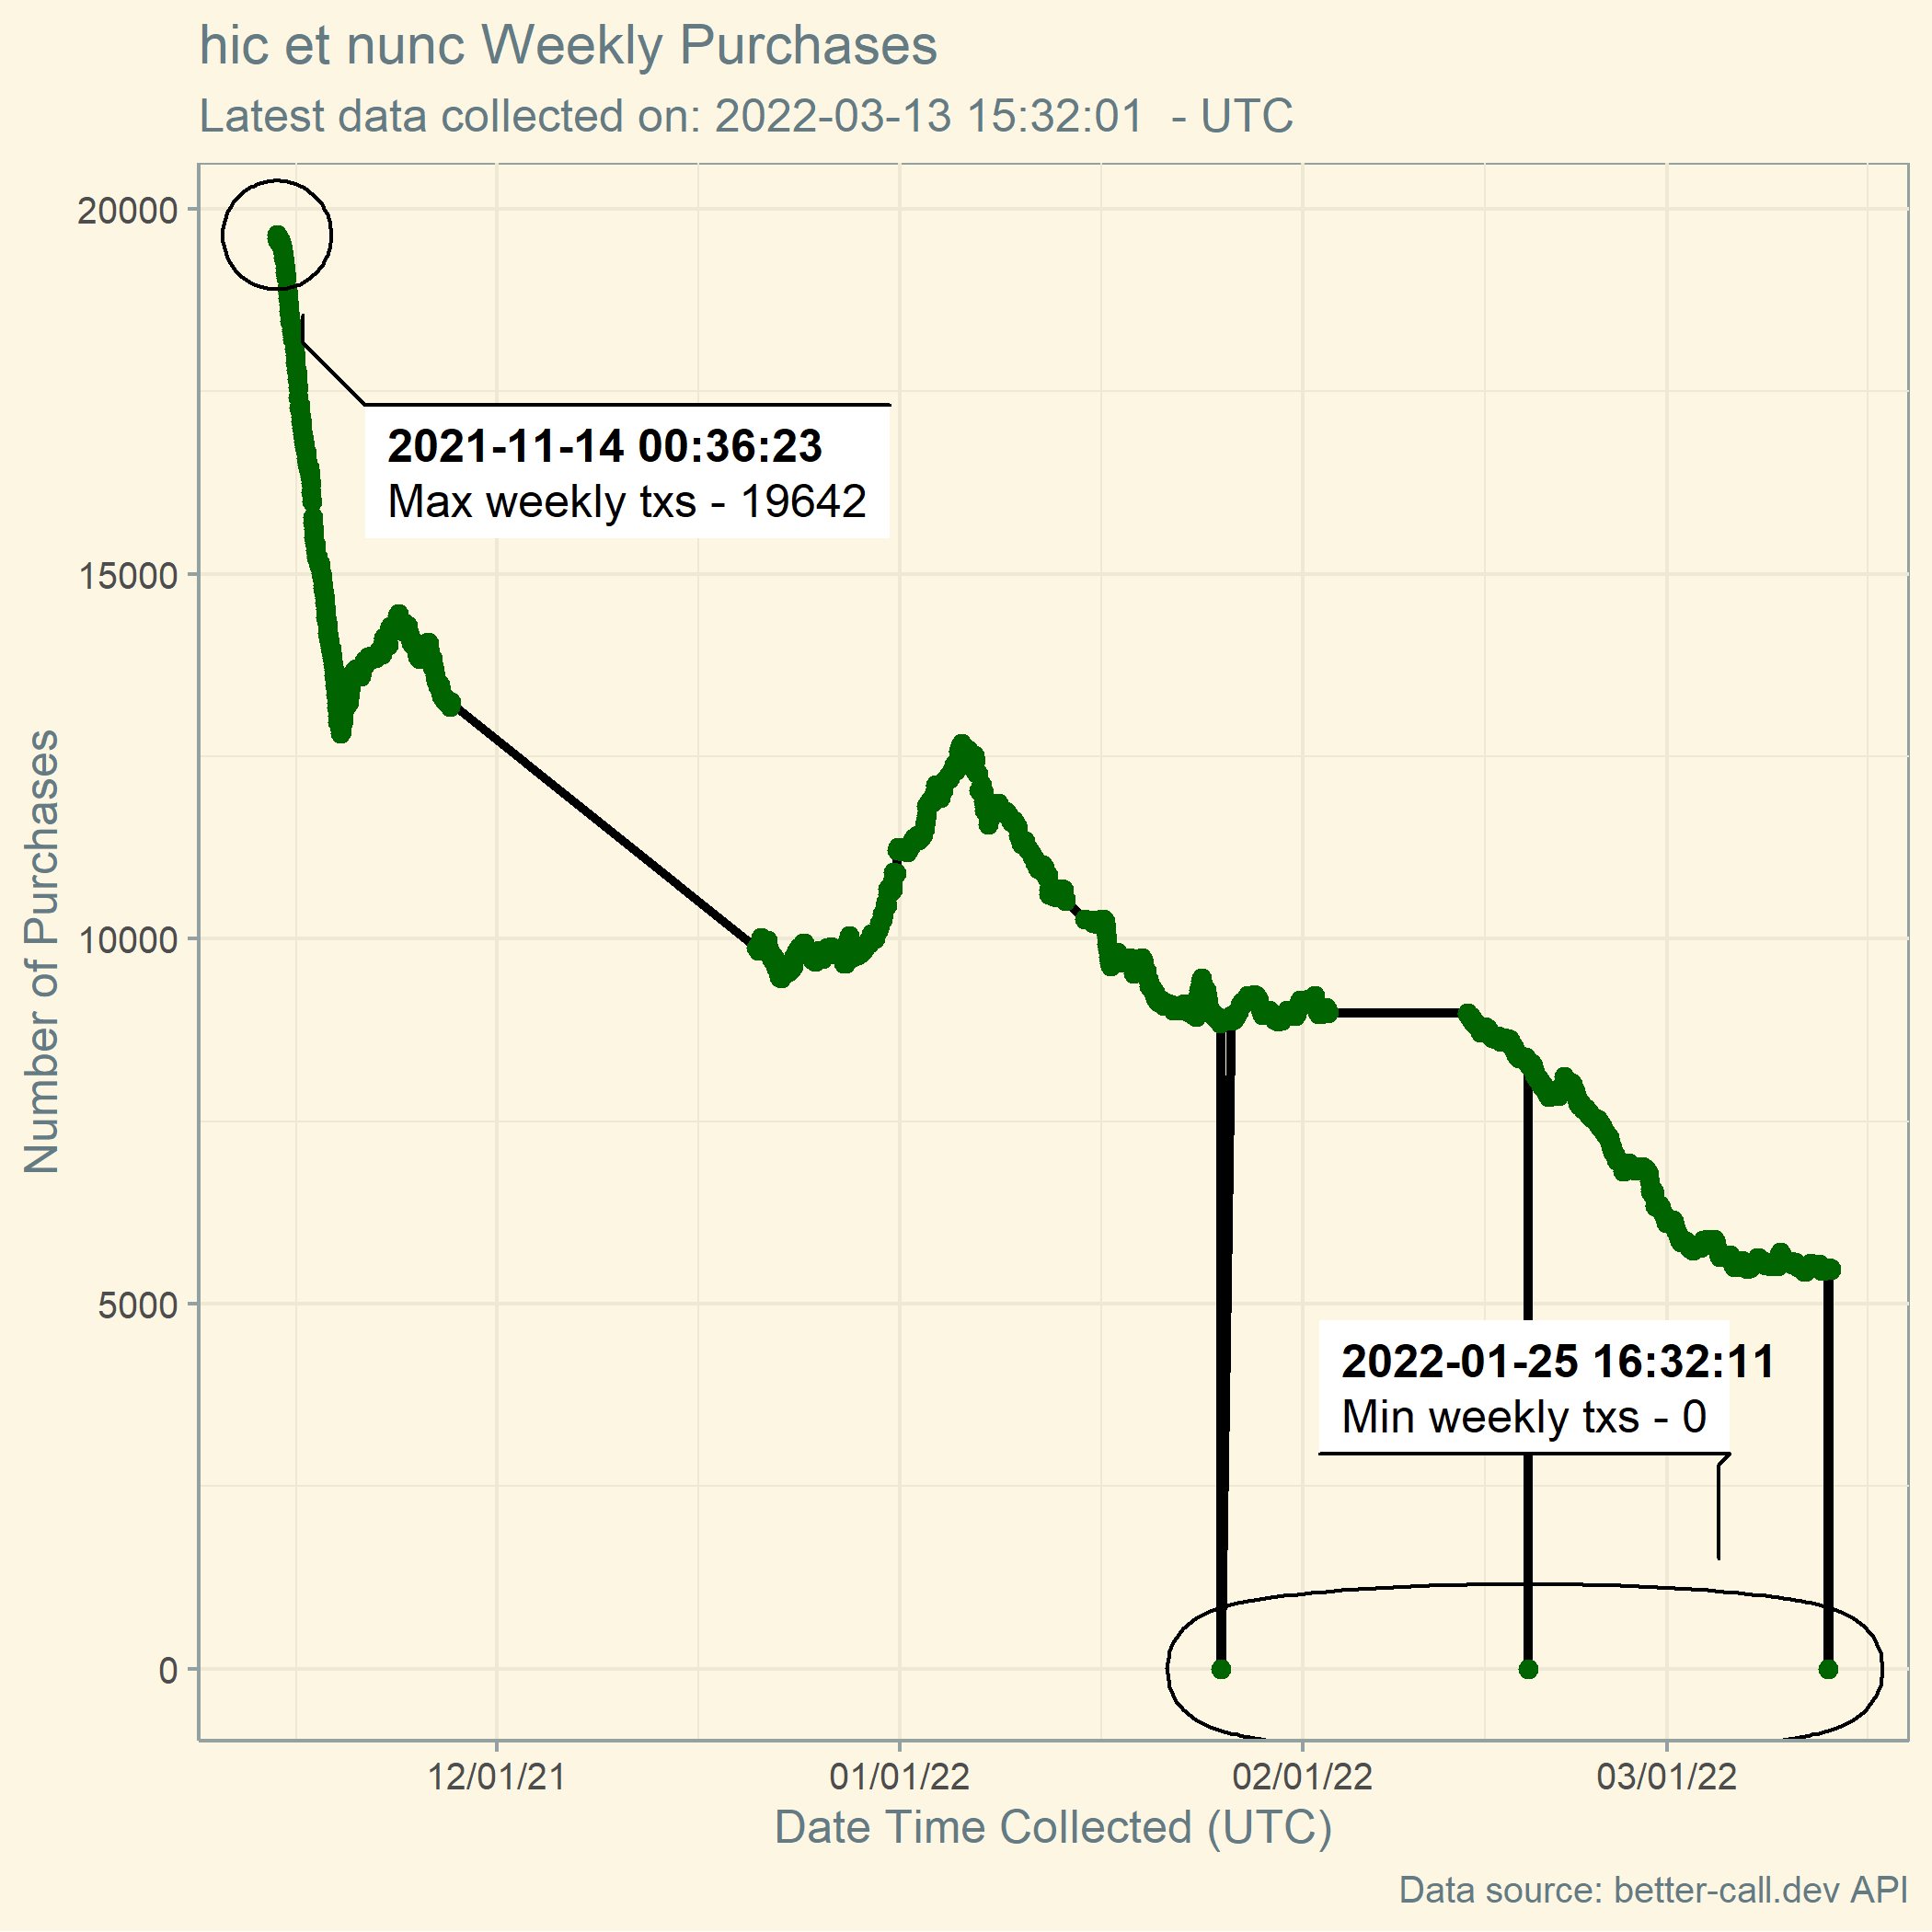 hic et nunc Weekly Purchases
Latest data collected on: 2022-03-13 15:32:01  - UTC
Number of Purchases
20000
15000
10000
5000
0
2021-11-14 00:36:23
Max weekly txs - 19642
2022-01-25 16:32:11
Min weekly txs - 0
12/01/21
01/01/22
02/01/22
03/01/22
Date Time Collected (UTC)
Data source: better-call.dev API